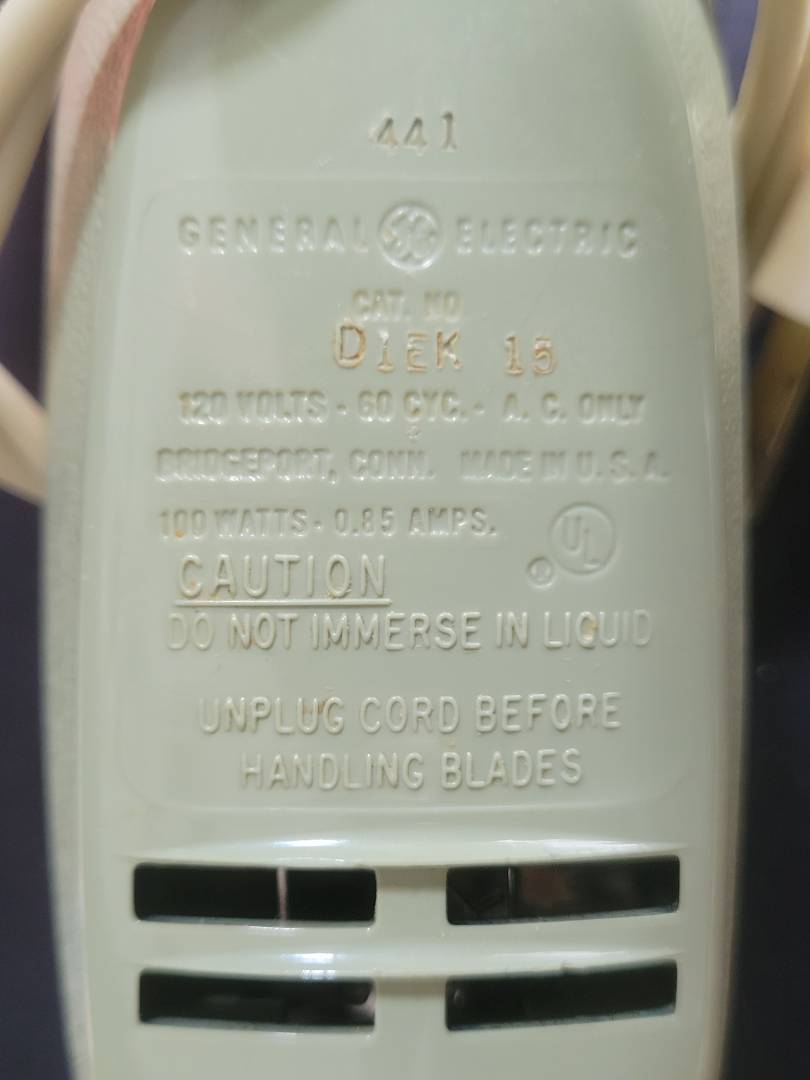 441
GENERAL GE ELECTRIC
CAT. NO.
D1EK 15
120 VOLTS - 60 CYC. - A. C. ONLY
BRIDGEPORT, CONN. MADE IN U. S. A.
100 WATTS - 0.85 AMPS.
UL ®
CAUTION
DO NOT IMMERSE IN LIQUID
UNPLUG CORD BEFORE
HANDLING BLADES